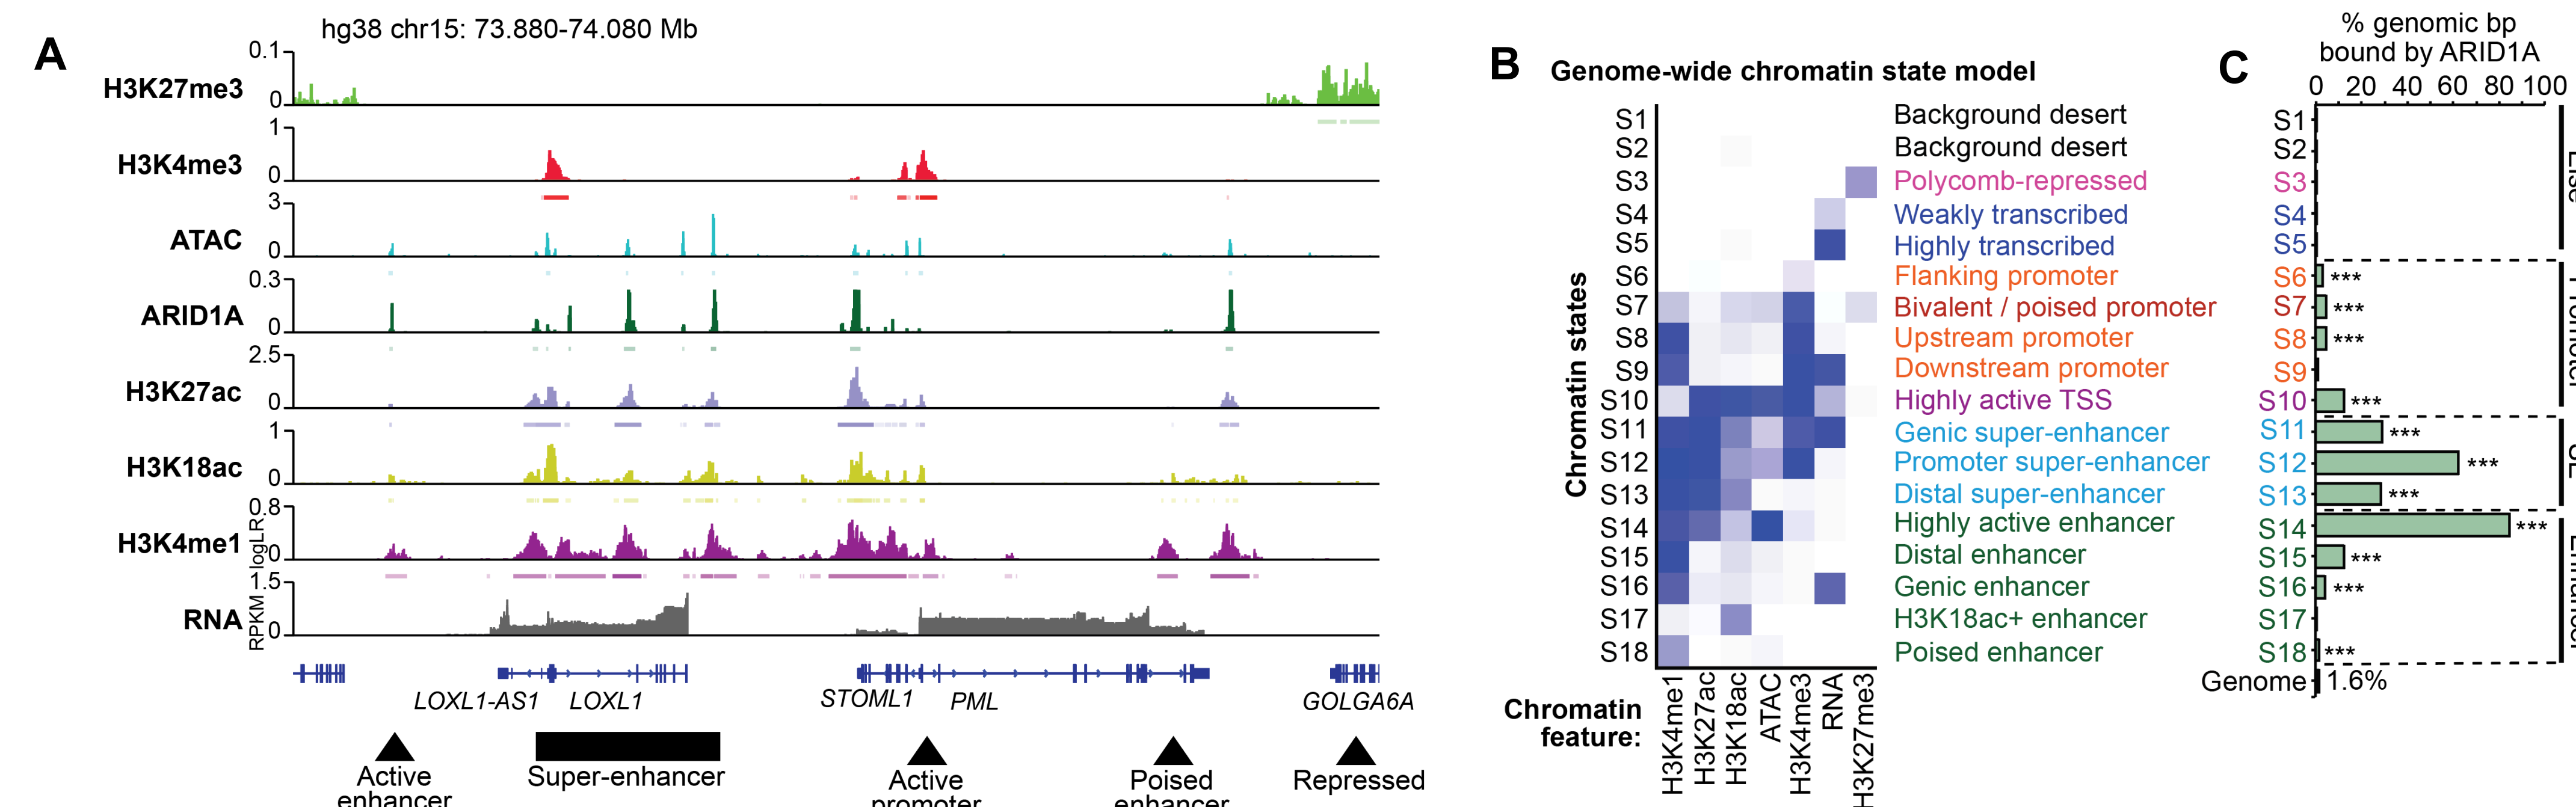 A
hg38 chr15: 73.880-74.080 Mb
H3K27me3
0.1
0
H3K4me3
1
0
ATAC
3
0
ARID1A
0.3
0
H3K27ac
2.5
0
H3K18ac
1
0
H3K4me1
0.8
0
logLR
RNA
1.5
0
RPKM
LOXL1-AS1 LOXL1 STOML1 PML GOLGA6A
Active enhancer
Super-enhancer
Active promoter
Poised enhancer
Repressed
B
Genome-wide chromatin state model
Chromatin states
S1 Background desert
S2 Background desert
S3 Polycomb-repressed
S4 Weakly transcribed
S5 Highly transcribed
S6 Flanking promoter
S7 Bivalent / poised promoter
S8 Upstream promoter
S9 Downstream promoter
S10 Highly active TSS
S11 Genic super-enhancer
S12 Promoter super-enhancer
S13 Distal super-enhancer
S14 Highly active enhancer
S15 Distal enhancer
S16 Genic enhancer
S17 H3K18ac+ enhancer
S18 Poised enhancer
Chromatin
feature:
H3K4me1
H3K27ac
H3K18ac
ATAC
H3K4me3
RNA
H3K27me3
C
% genomic bp
bound by ARID1A
0 20 40 60 80 100
S1
S2
S3
S4
S5
S6 ***
S7 ***
S8 ***
S9
S10 ***
S11 ***
S12 ***
S13 ***
S14 ***
S15 ***
S16 ***
S17
S18 ***
Genome 1.6%